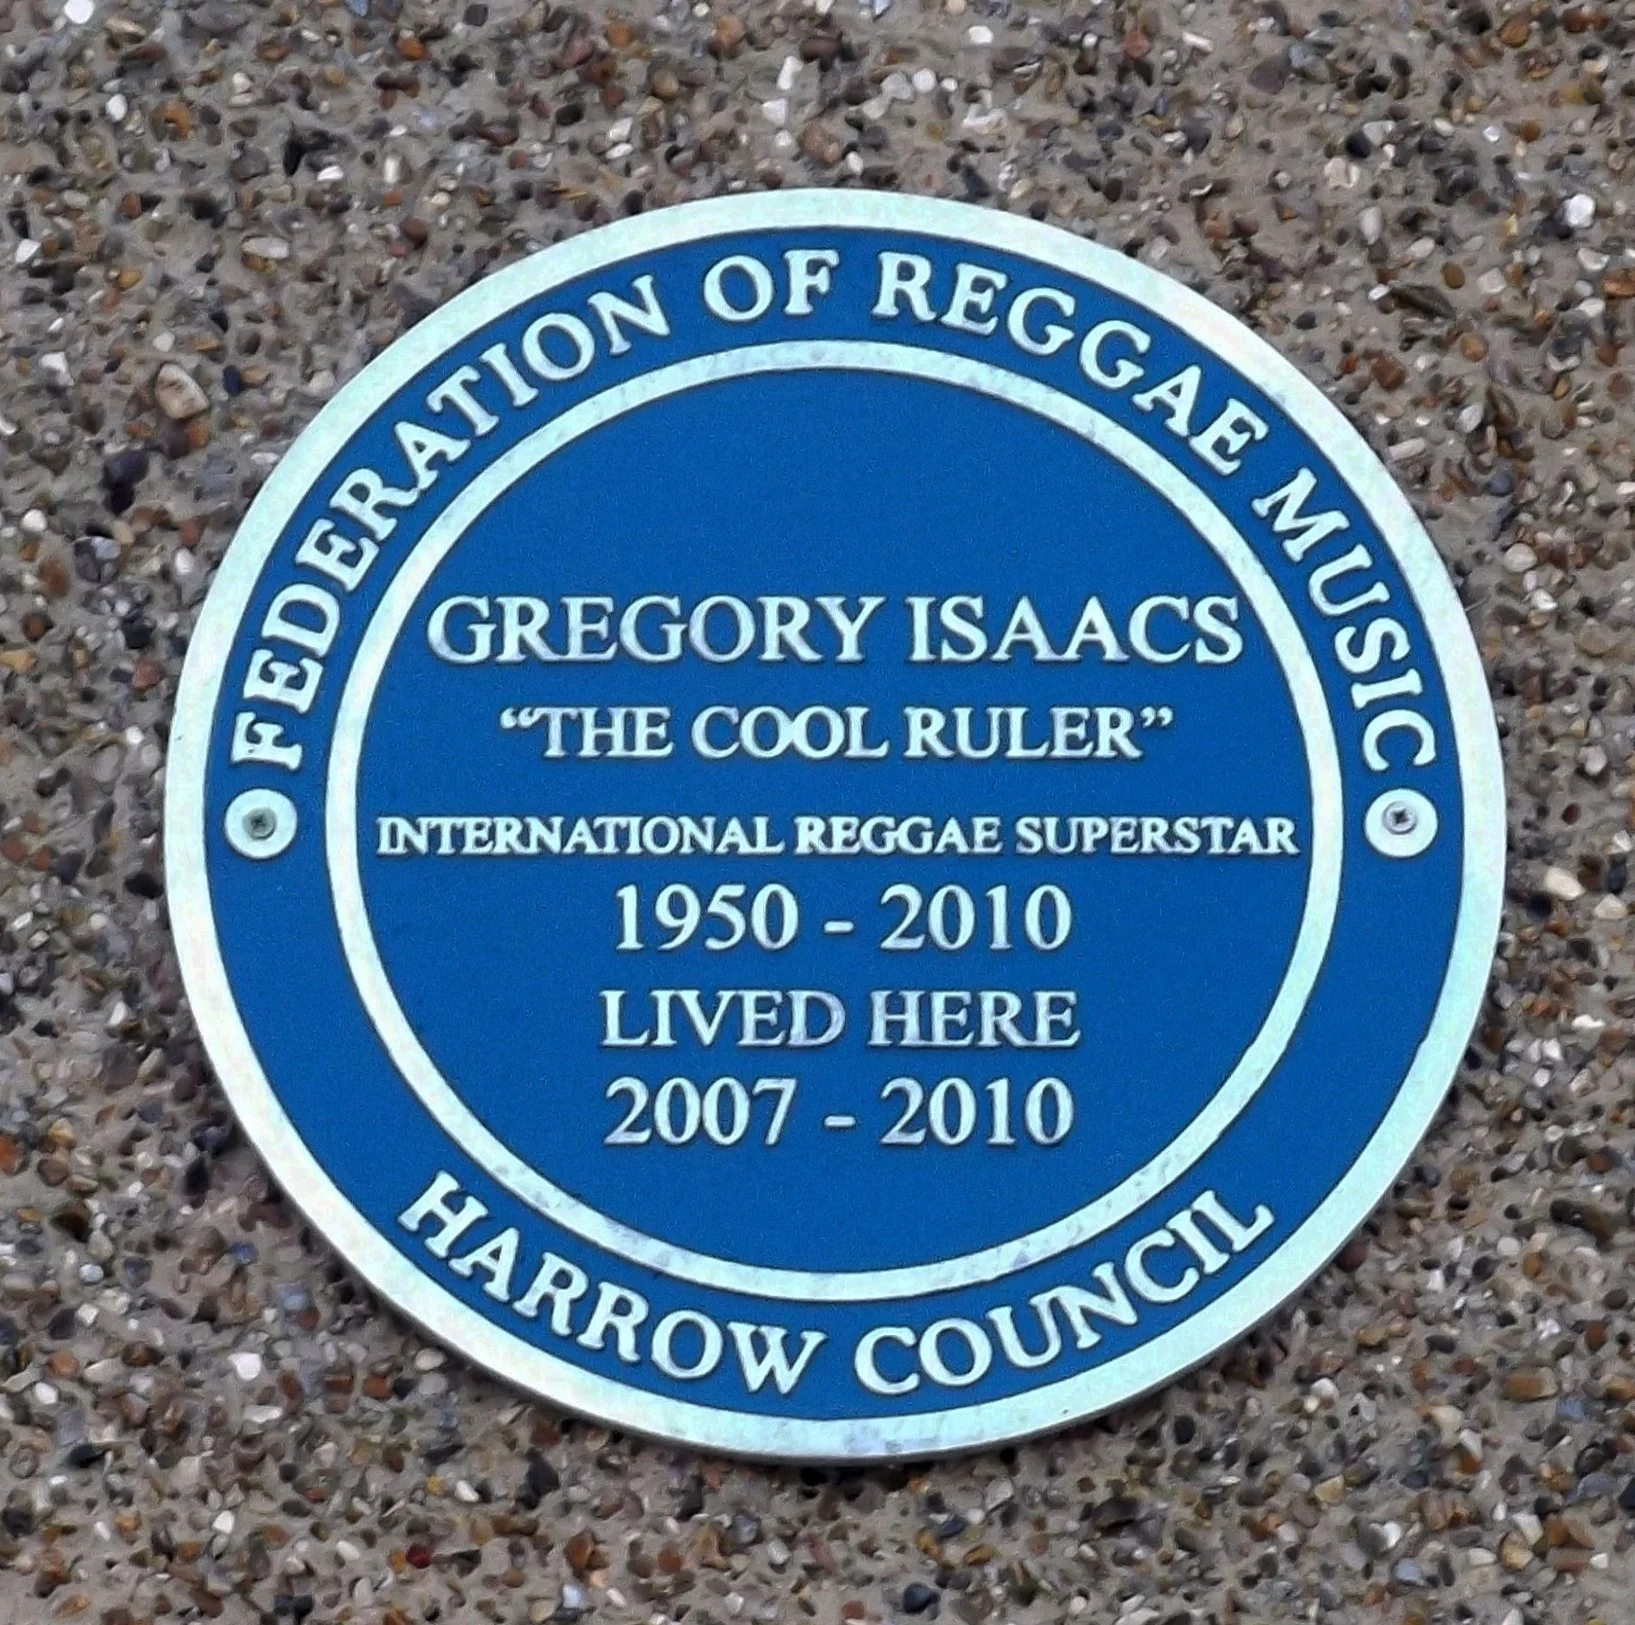 FEDERATION OF REGGAE MUSIC
GREGORY ISAACS
“THE COOL RULER”
INTERNATIONAL REGGAE SUPERSTAR
1950 - 2010
LIVED HERE
2007 - 2010
HARROW COUNCIL